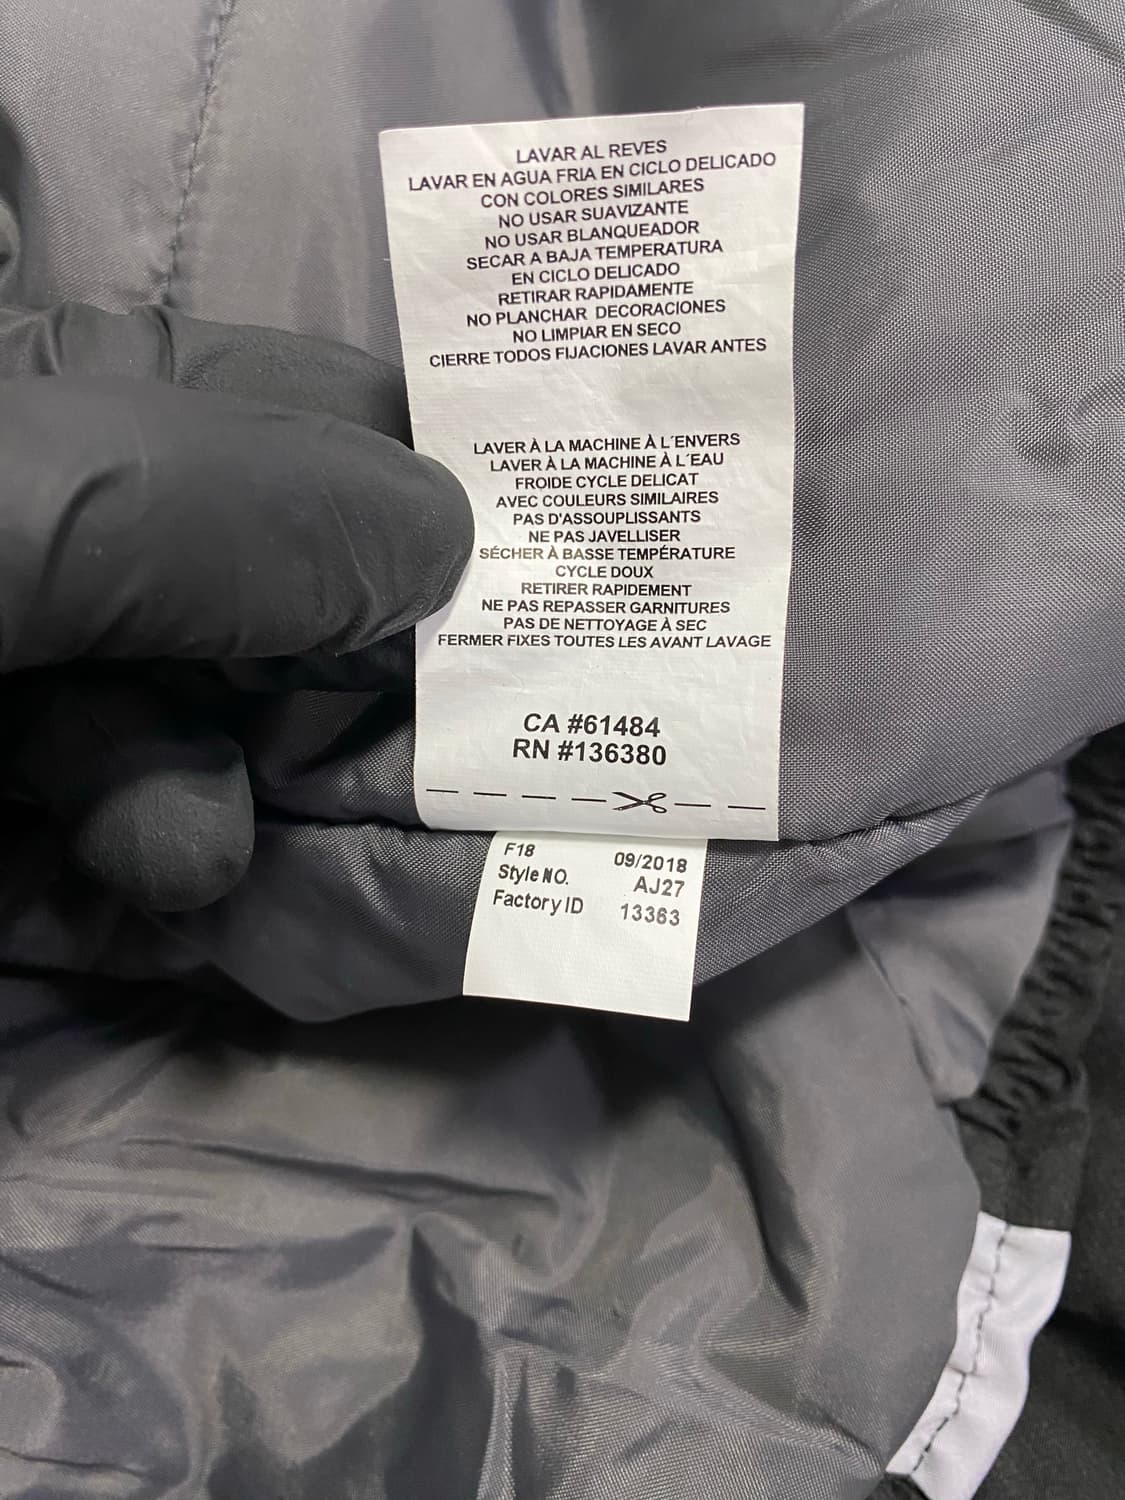 LAVAR AL REVES
LAVAR EN AGUA FRIA EN CICLO DELICADO
CON COLORES SIMILARES
NO USAR SUAVIZANTE
NO USAR BLANQUEADOR
SECAR A BAJA TEMPERATURA
EN CICLO DELICADO
RETIRAR RAPIDAMENTE
NO PLANCHAR DECORACIONES
NO LIMPIAR EN SECO
CIERRE TODOS FIJACIONES LAVAR ANTES
LAVER À LA MACHINE À L´ENVERS
LAVER À LA MACHINE À L´EAU
FROIDE CYCLE DELICAT
AVEC COULEURS SIMILAIRES
PAS D'ASSOUPLISSANTS
NE PAS JAVELLISER
SÉCHER À BASSE TEMPÉRATURE
CYCLE DOUX
RETIRER RAPIDEMENT
NE PAS REPASSER GARNITURES
PAS DE NETTOYAGE À SEC
FERMER FIXES TOUTES LES AVANT LAVAGE
CA #61484
RN #136380
F18 09/2018
Style NO. AJ27
Factory ID 13363